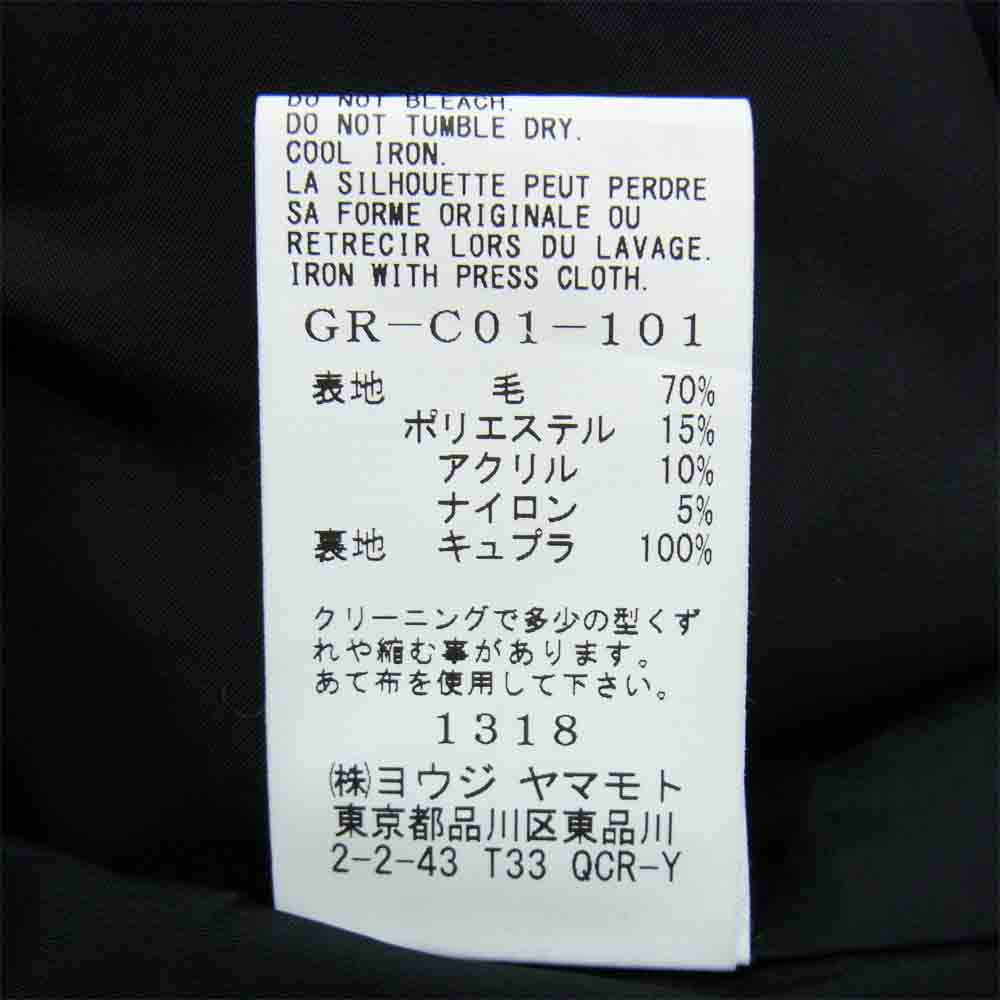 DO NOT BLEACH.
DO NOT TUMBLE DRY.
COOL IRON.
LA SILHOUETTE PEUT PERDRE
SA FORME ORIGINALE OU
RETRECIR LORS DU LAVAGE.
IRON WITH PRESS CLOTH.
GR-C01-101
表地 毛 70%
ポリエステル 15%
アクリル 10%
ナイロン 5%
裏地 キュプラ 100%
クリーニングで多少の型くず
れや縮む事があります。
あて布を使用して下さい。
1318
㈱ヨウジ ヤマモト
東京都品川区東品川
2-2-43 T33 QCR-Y